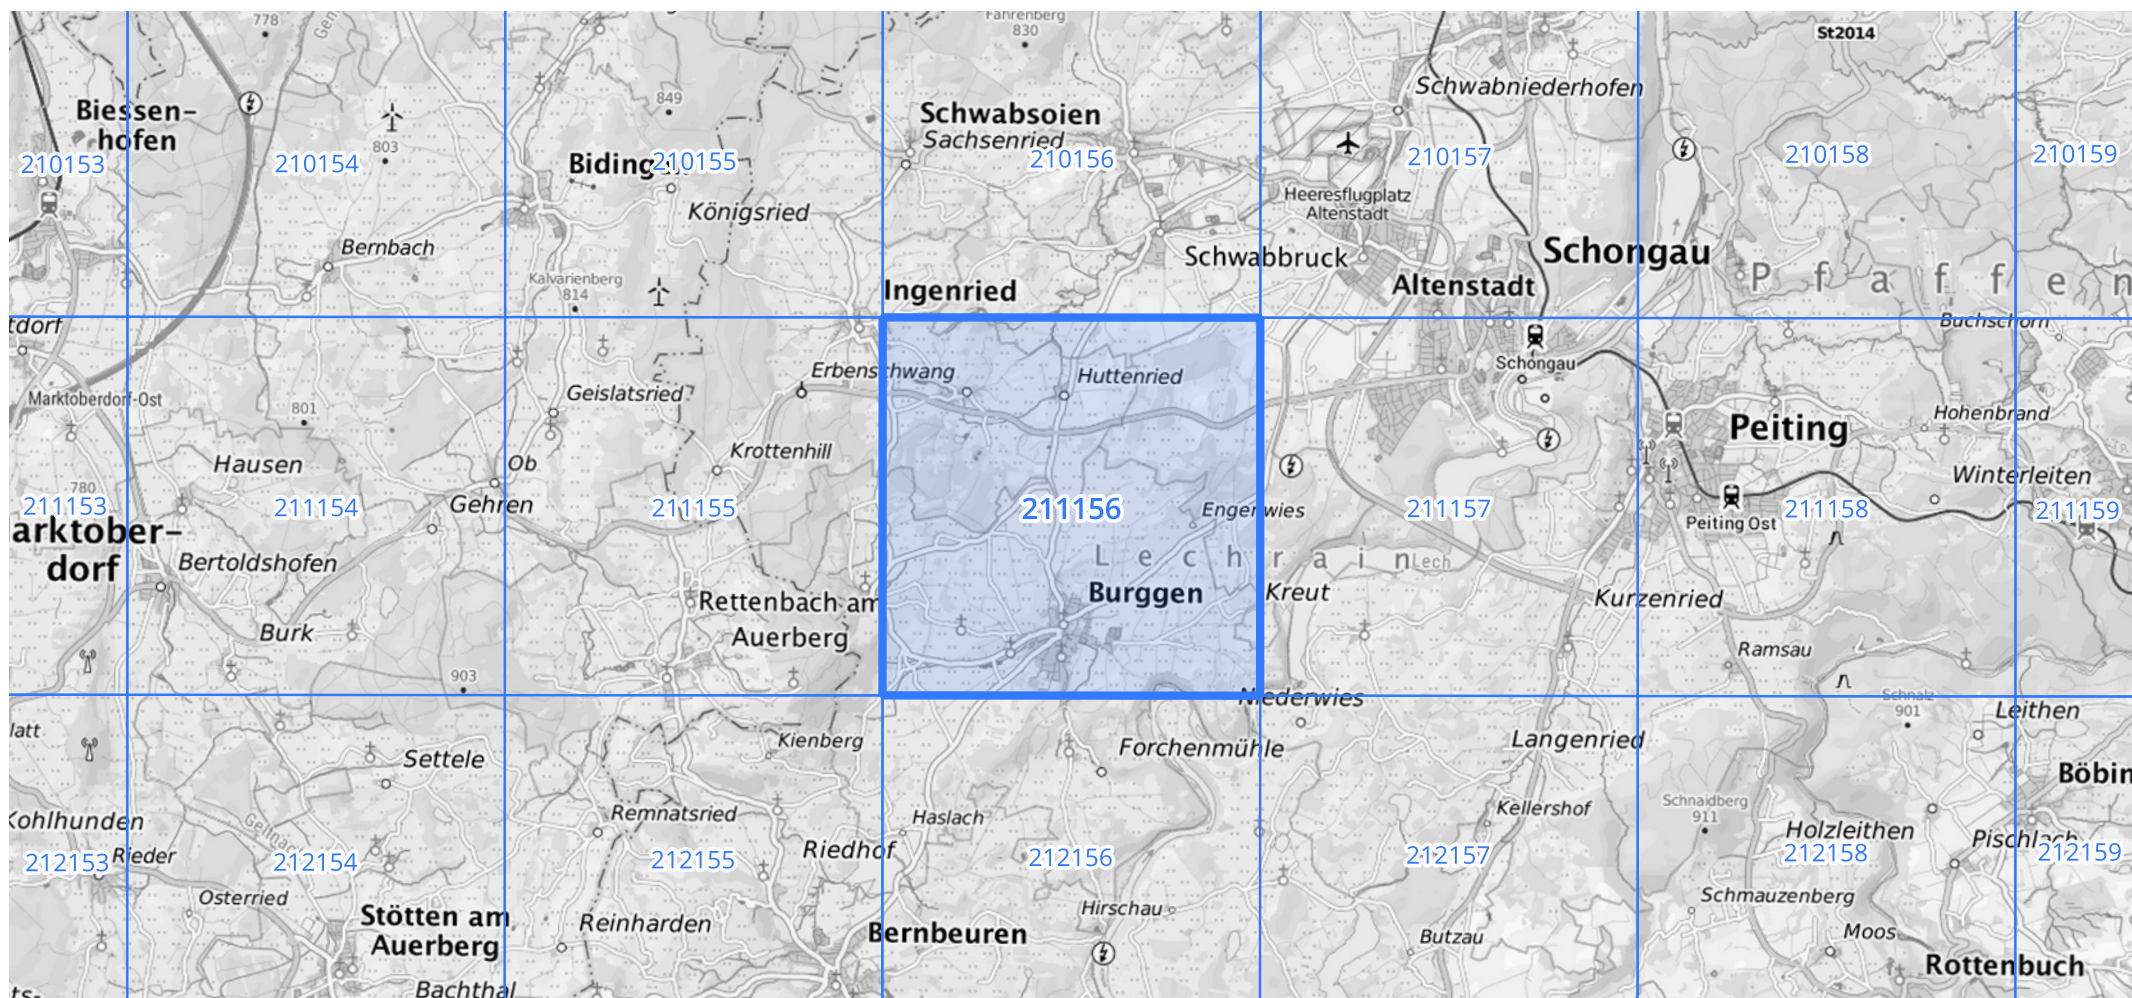 778
Fahrenberg
830
St2014
Biessen-
hofen
803
849
Schwabsoien
Sachsenried
Schwabniederhofen
210153
210154
Biding
210155
210156
210157
210158
210159
Königsried
Heeresflugplatz
Altenstadt
Bernbach
Kalvarienberg
814
Schwabbruck
Schongau
Altenstadt
Ingenried
Pfaffen
tdorf
Buchschorn
Marktoberdorf-Ost
801
Geislatsried
Erbenschwang
Huttenried
Schongau
Peiting
Hohenbrand
Hausen
Ob
Krottenhill
Winterleiten
780
211153
211154
Gehren
211155
211156
Engenwies
211157
211158
211159
Peiting Ost
arktober-
dorf
Bertoldshofen
Lechrain
Lech
Burggen
Kreut
Kurzenried
Rettenbach am
Auerberg
Burk
Ramsau
903
Niederwies
Schnalz
901
Leithen
latt
Kienberg
Forchenmühle
Langenried
Settele
Böbin
Kohlhunden
Gennach
Remnatsried
Haslach
Kellershof
Schnaidberg
911
Holzleithen
Pischlach
212153
Rieder
212154
212155
Riedhof
212156
212157
212158
212159
Osterried
Stötten am
Auerberg
Reinharden
Bernbeuren
Hirschau
Butzau
Schmauzenberg
Moos
Rottenbuch
Bachthal
ts-